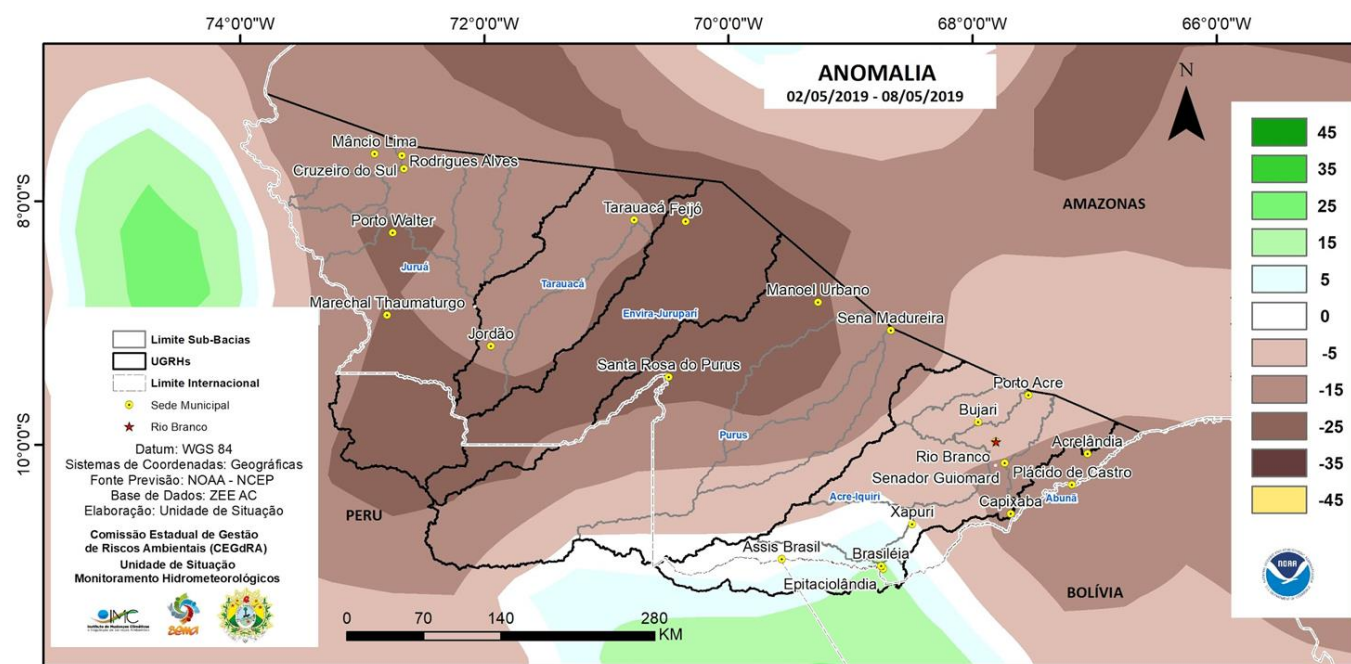 74°0'0"W
72°0'0"W
70°0'0"W
68°0'0"W
66°0'0"W
8°0'0"S
10°0'0"S
ANOMALIA
02/05/2019 - 08/05/2019
N
45
35
25
15
5
0
-5
-15
-25
-35
-45
NOAA
AMAZONAS
PERU
BOLÍVIA
Mâncio Lima
Rodrigues Alves
Cruzeiro do Sul
Porto Walter
Tarauacá
Feijó
Juruá
Tarauacá
Marechal Thaumaturgo
Jordão
Envira-Jurupari
Manoel Urbano
Sena Madureira
Santa Rosa do Purus
Purus
Porto Acre
Bujari
Acrelândia
Rio Branco
Senador Guiomard
Plácido de Castro
Acre-Iquiri
Capixaba
Abunã
Xapuri
Assis Brasil
Brasiléia
Epitaciolândia
Limite Sub-Bacias
UGRHs
Limite Internacional
Sede Municipal
Rio Branco
Datum: WGS 84
Sistemas de Coordenadas: Geográficas
Fonte Previsão: NOAA - NCEP
Base de Dados: ZEE AC
Elaboração: Unidade de Situação
Comissão Estadual de Gestão
de Riscos Ambientais (CEGdRA)
Unidade de Situação
Monitoramento Hidrometeorológicos
IMC
sema
0
70
140
280
KM